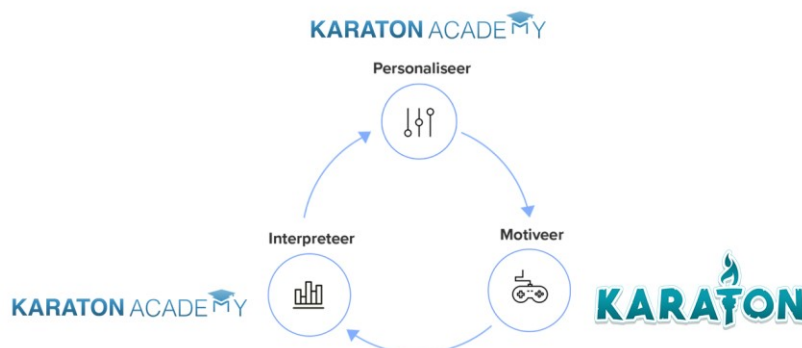 KARATON ACADEMY
Personaliseer
Interpreteer
Motiveer
KARATON ACADEMY
KARATON